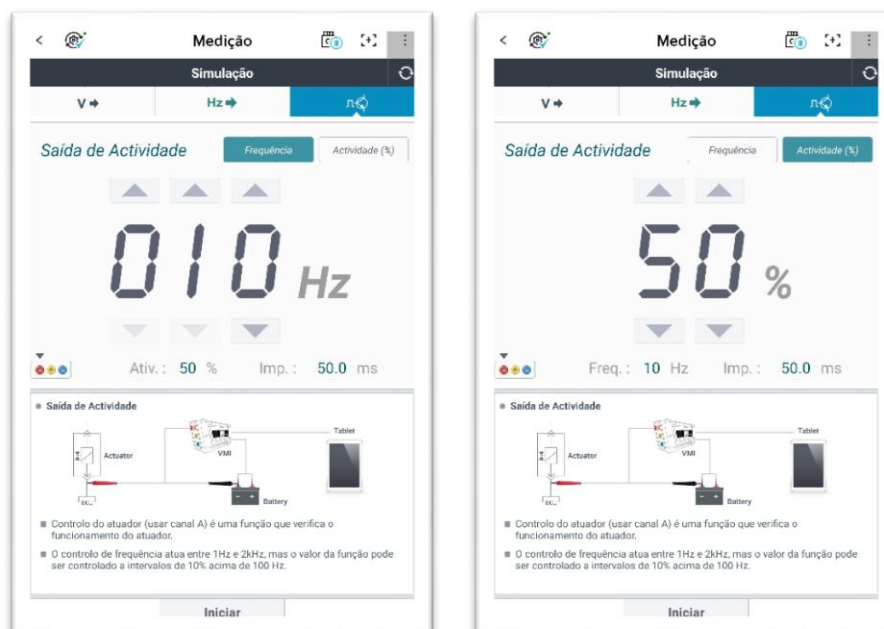 Medição
Simulação
V
Hz
Saída de Actividade
Frequência
Actividade (%)
010 Hz
Ativ. : 50 % Imp. : 50.0 ms
Saída de Actividade
Tablet
Actuator
VMI
Battery
Controlo do atuador (usar canal A) é uma função que verifica o
funcionamento do atuador.
O controlo de frequência atua entre 1Hz e 2kHz, mas o valor da função pode
ser controlado a intervalos de 10% acima de 100 Hz.
Iniciar
Medição
Simulação
V
Hz
Saída de Actividade
Frequência
Actividade (%)
50 %
Freq. : 10 Hz Imp. : 50.0 ms
Saída de Actividade
Tablet
Actuator
VMI
Battery
Controlo do atuador (usar canal A) é uma função que verifica o
funcionamento do atuador.
O controlo de frequência atua entre 1Hz e 2kHz, mas o valor da função pode
ser controlado a intervalos de 10% acima de 100 Hz.
Iniciar